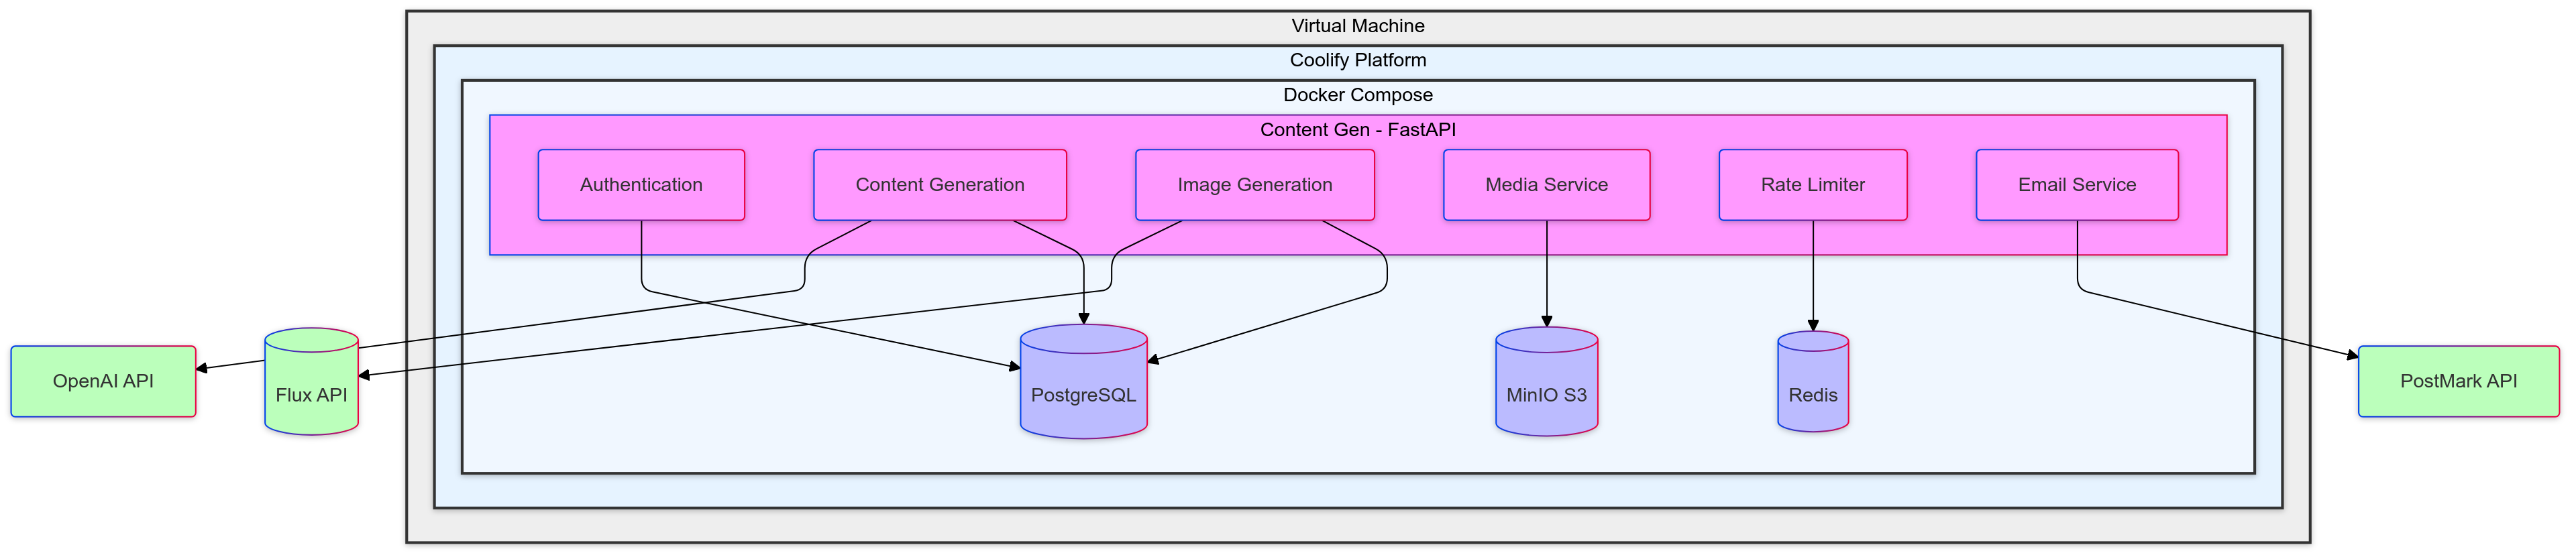 Virtual Machine
Coolify Platform
Docker Compose
Content Gen - FastAPI
Authentication
Content Generation
Image Generation
Media Service
Rate Limiter
Email Service
OpenAI API
Flux API
PostgreSQL
MinIO S3
Redis
PostMark API